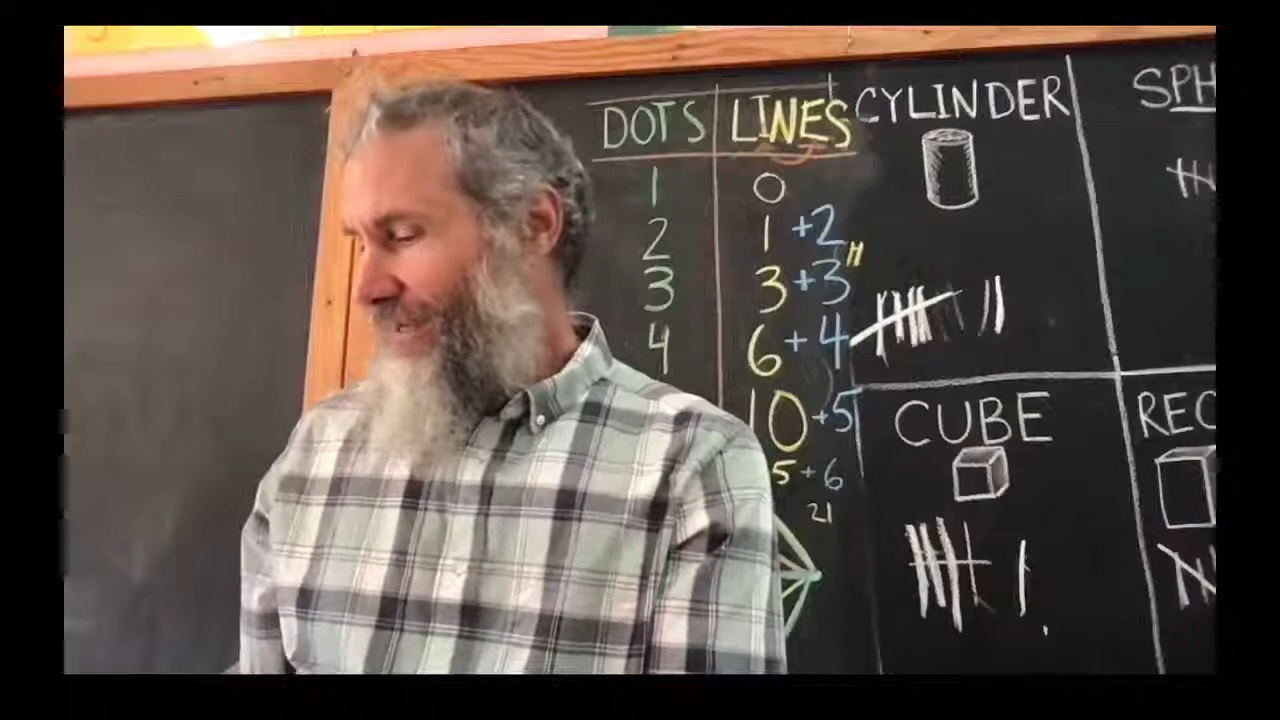 DOTS LINES
1 0
2 1 +2
3 3 +3
4 6 + 4
10 +5
5 + 6
21
CYLINDER
SPH
CUBE
REC